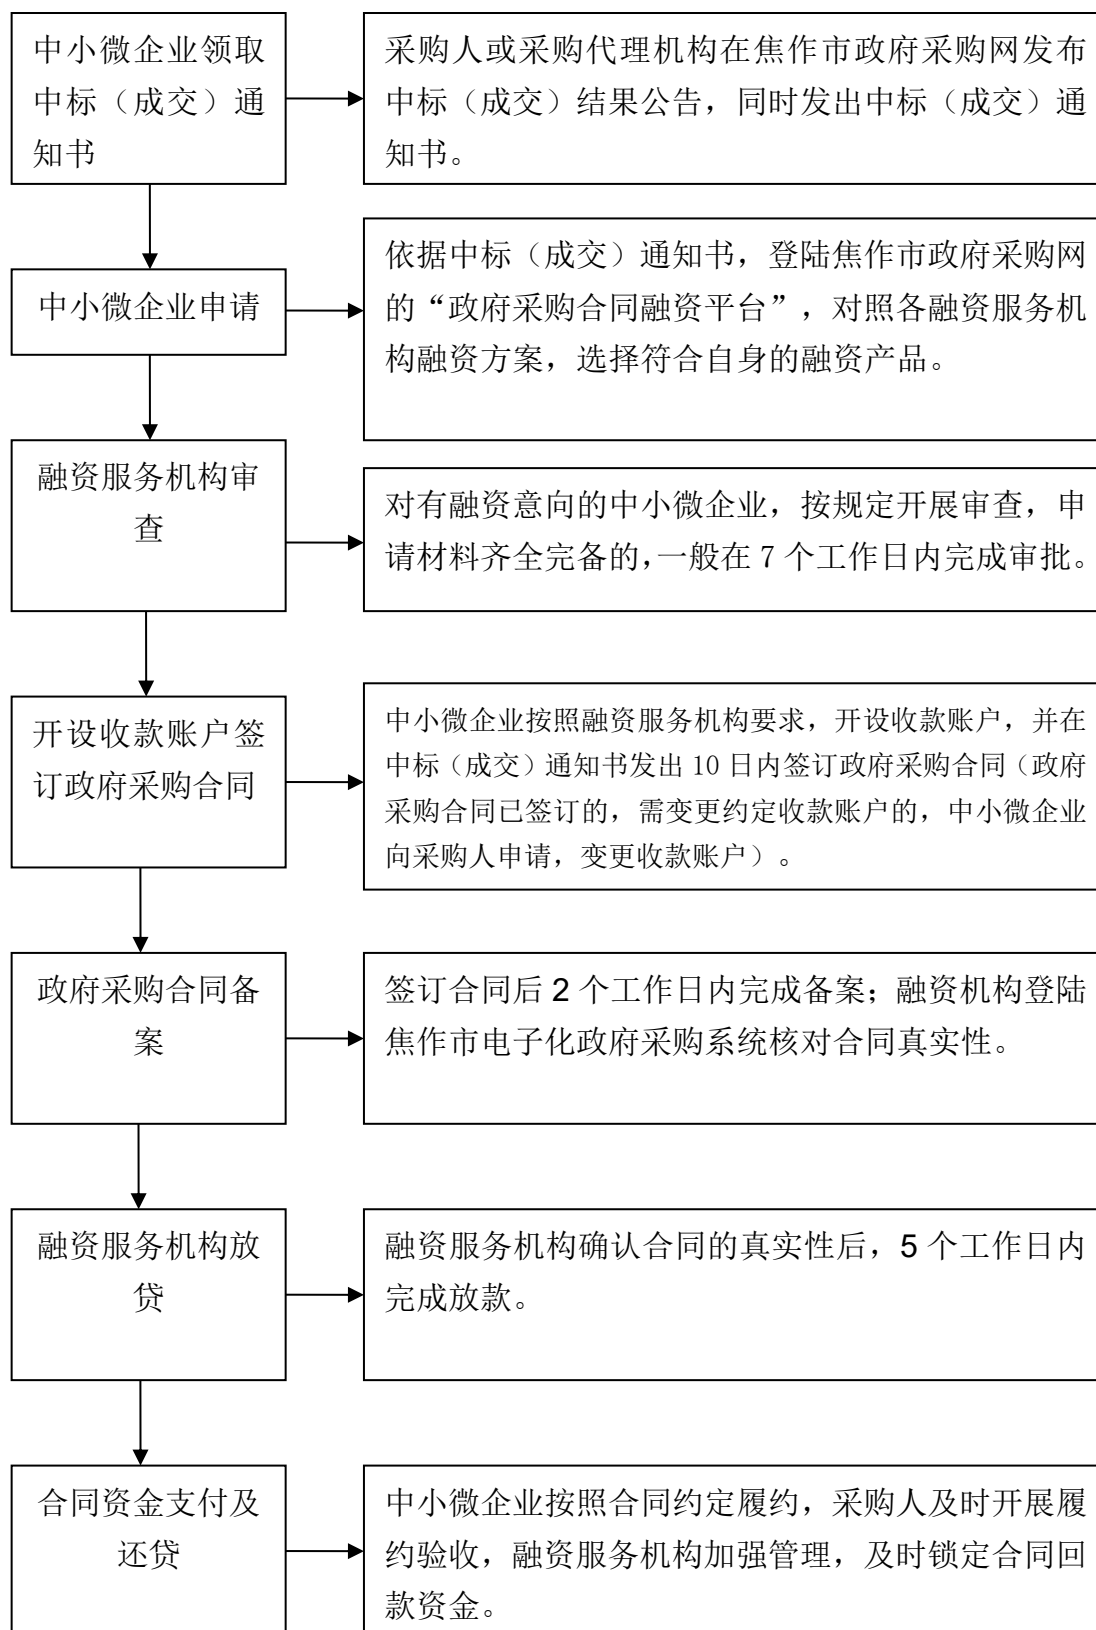 中小微企业领取
中标（成交）通
知书
采购人或采购代理机构在焦作市政府采购网发布
中标（成交）结果公告，同时发出中标（成交）通
知书。
中小微企业申请
依据中标（成交）通知书，登陆焦作市政府采购网
的“政府采购合同融资平台”，对照各融资服务机
构融资方案，选择符合自身的融资产品。
融资服务机构审
查
对有融资意向的中小微企业，按规定开展审查，申
请材料齐全完备的，一般在 7 个工作日内完成审批。
开设收款账户签
订政府采购合同
中小微企业按照融资服务机构要求，开设收款账户，并在
中标（成交）通知书发出 10 日内签订政府采购合同（政府
采购合同已签订的，需变更约定收款账户的，中小微企业
向采购人申请，变更收款账户）。
政府采购合同备
案
签订合同后 2 个工作日内完成备案；融资机构登陆
焦作市电子化政府采购系统核对合同真实性。
融资服务机构放
贷
融资服务机构确认合同的真实性后，5 个工作日内
完成放款。
合同资金支付及
还贷
中小微企业按照合同约定履约，采购人及时开展履
约验收，融资服务机构加强管理，及时锁定合同回
款资金。